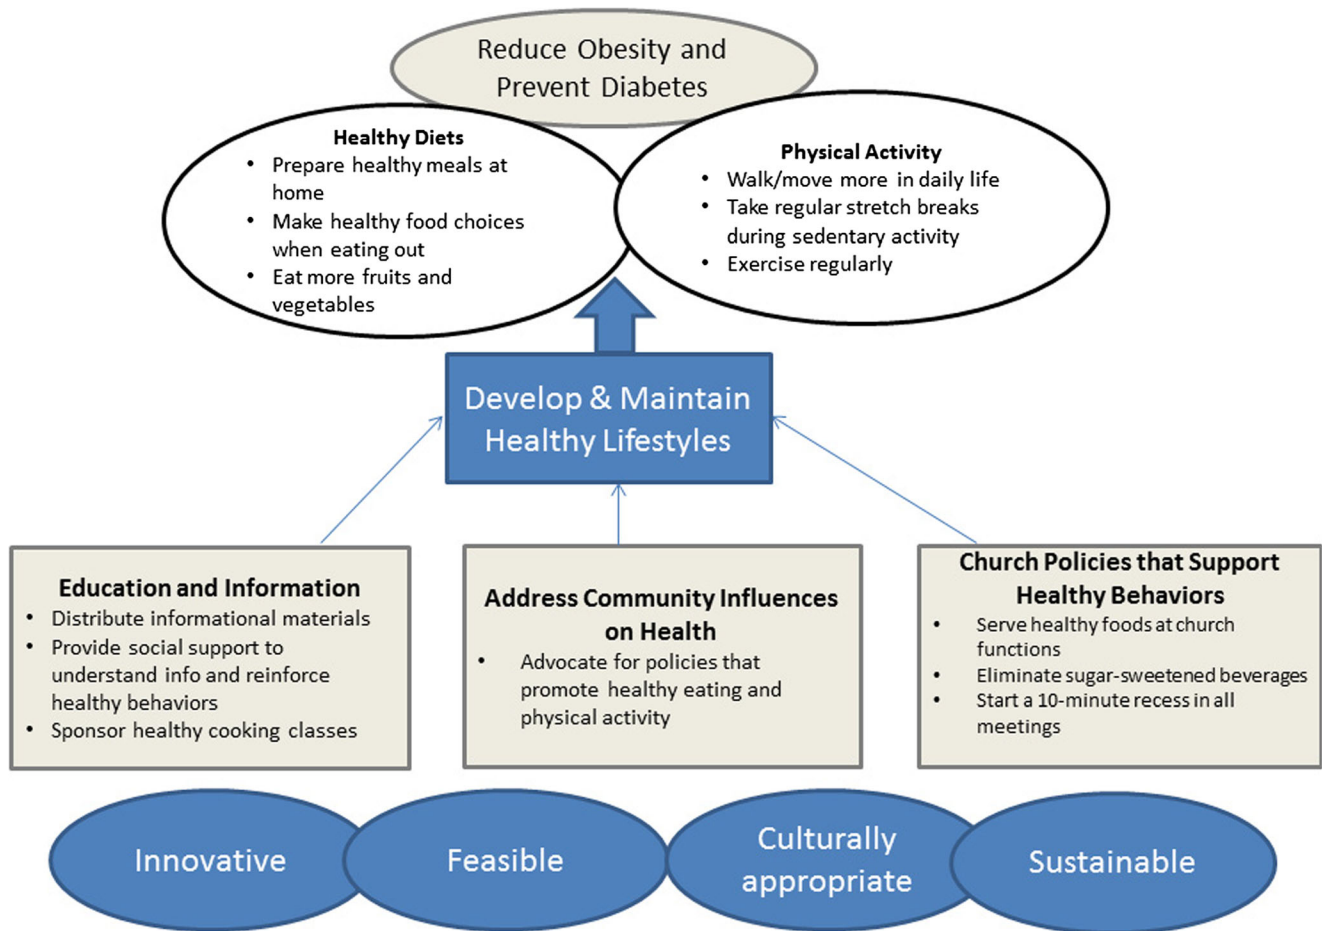 Reduce Obesity and
Prevent Diabetes
Healthy Diets
• Prepare healthy meals at
home
• Make healthy food choices
when eating out
• Eat more fruits and
vegetables
Physical Activity
• Walk/move more in daily life
• Take regular stretch breaks
during sedentary activity
• Exercise regularly
Develop & Maintain
Healthy Lifestyles
Education and Information
• Distribute informational materials
• Provide social support to
understand info and reinforce
healthy behaviors
• Sponsor healthy cooking classes
Address Community Influences
on Health
• Advocate for policies that
promote healthy eating and
physical activity
Church Policies that Support
Healthy Behaviors
• Serve healthy foods at church
functions
• Eliminate sugar-sweetened beverages
• Start a 10-minute recess in all
meetings
Innovative
Feasible
Culturally
appropriate
Sustainable